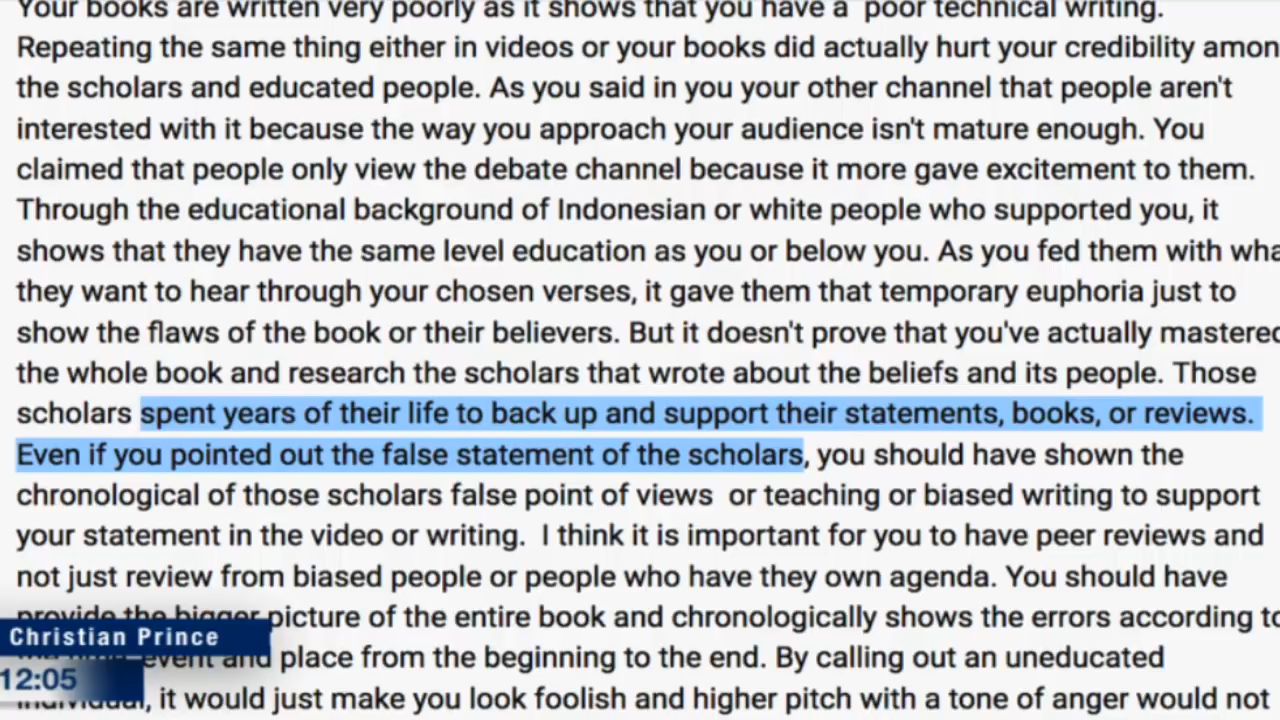 Your books are written very poorly as it shows that you have a  poor technical writing.
Repeating the same thing either in videos or your books did actually hurt your credibility amon
the scholars and educated people. As you said in you your other channel that people aren't
interested with it because the way you approach your audience isn't mature enough. You
claimed that people only view the debate channel because it more gave excitement to them.
Through the educational background of Indonesian or white people who supported you, it
shows that they have the same level education as you or below you. As you fed them with wha
they want to hear through your chosen verses, it gave them that temporary euphoria just to
show the flaws of the book or their believers. But it doesn't prove that you've actually mastered
the whole book and research the scholars that wrote about the beliefs and its people. Those
scholars spent years of their life to back up and support their statements, books, or reviews.
Even if you pointed out the false statement of the scholars, you should have shown the
chronological of those scholars false point of views  or teaching or biased writing to support
your statement in the video or writing.  I think it is important for you to have peer reviews and
not just review from biased people or people who have they own agenda. You should have
provide the bigger picture of the entire book and chronologically shows the errors according to
Christian Prince
event and place from the beginning to the end. By calling out an uneducated
12:05
individual, it would just make you look foolish and higher pitch with a tone of anger would not